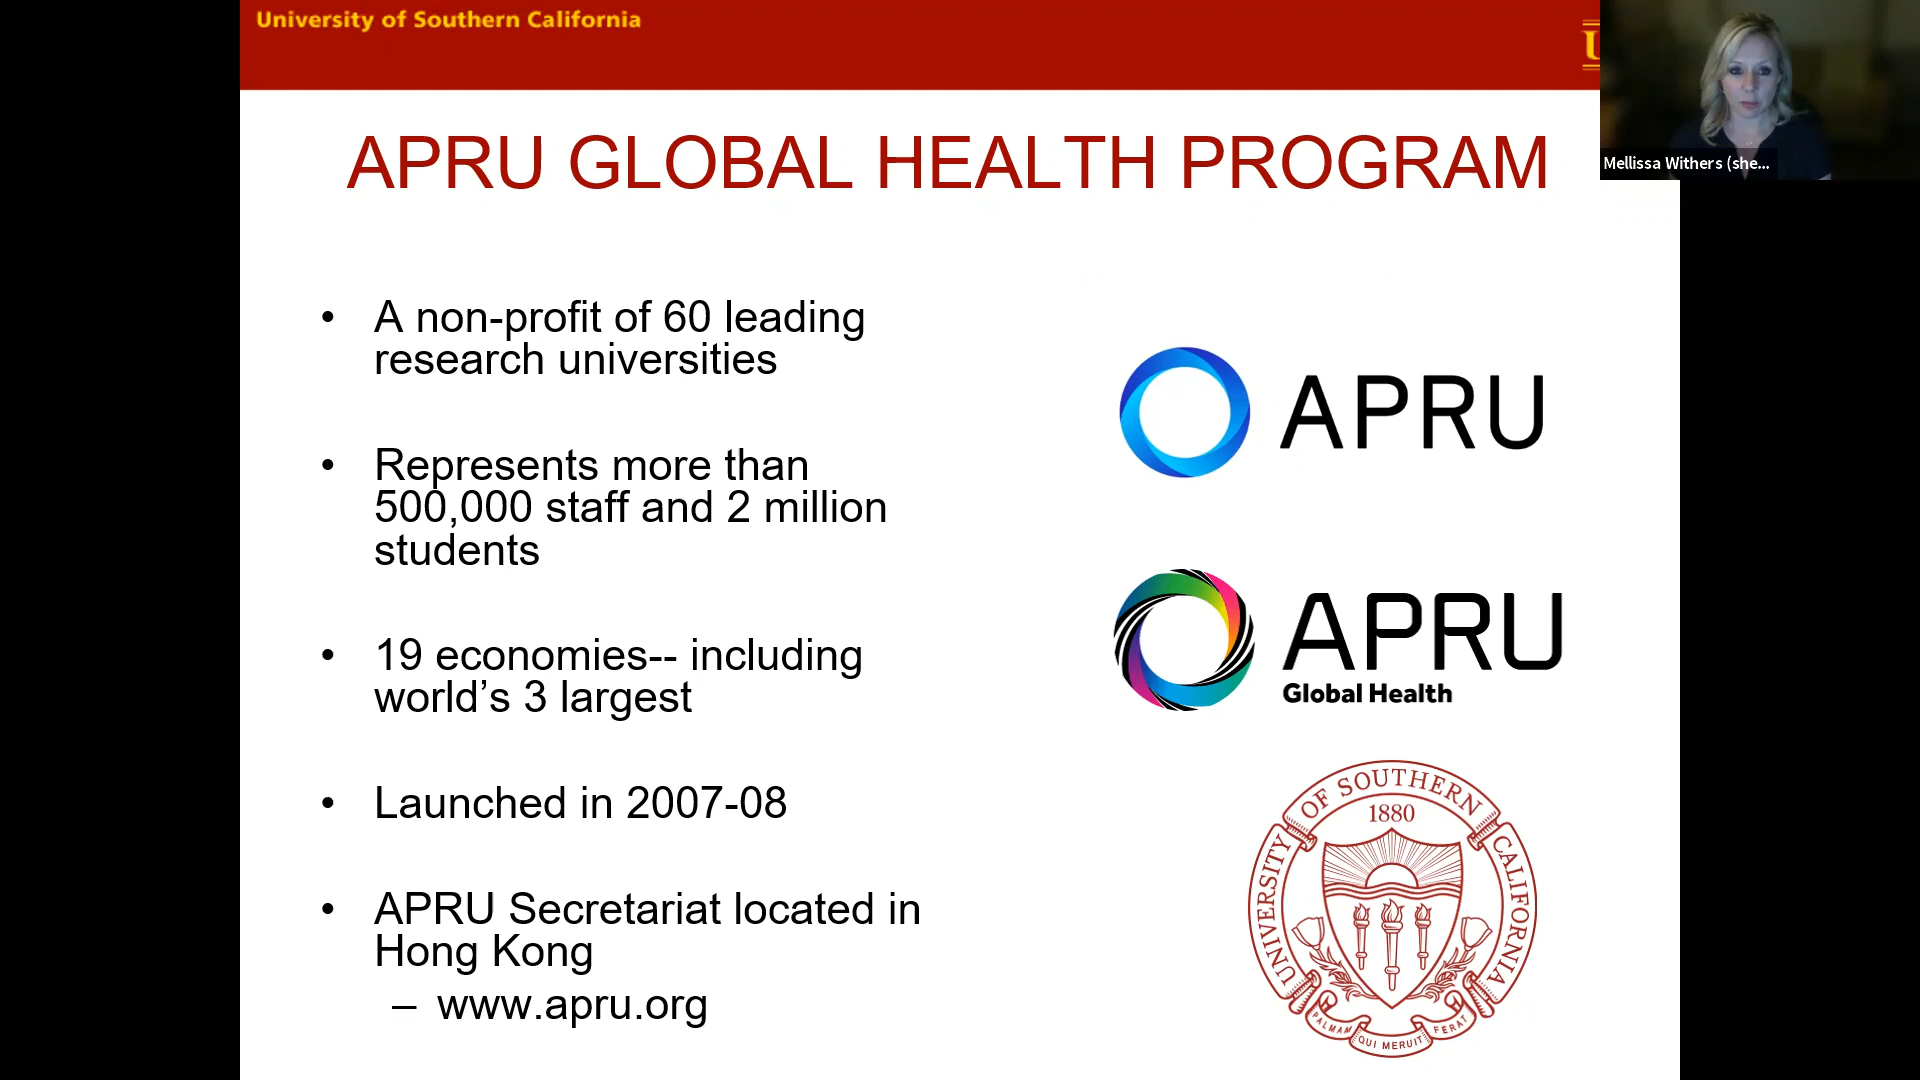 University of Southern California
Mellissa Withers (she...
APRU GLOBAL HEALTH PROGRAM
• A non-profit of 60 leading
research universities
• Represents more than
500,000 staff and 2 million
students
• 19 economies-- including
world’s 3 largest
• Launched in 2007-08
• APRU Secretariat located in
Hong Kong
– www.apru.org
APRU
APRU
Global Health
UNIVERSITY OF SOUTHERN CALIFORNIA
1880
PALMAM QUI MERUIT FERAT